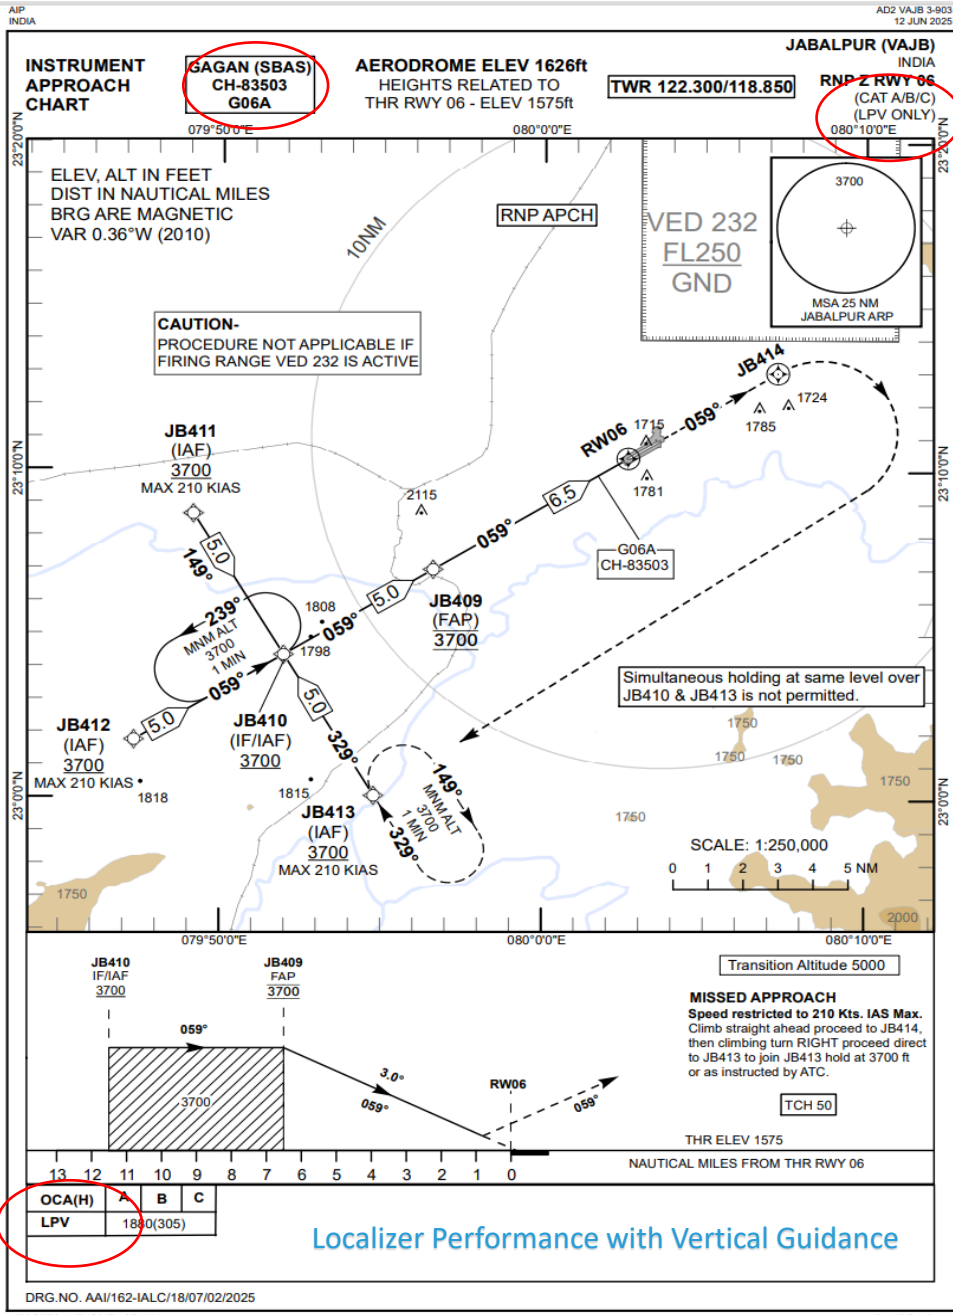 AIP
INDIA
AD2 VAJB 3-903
12 JUN 2025
INSTRUMENT
APPROACH
CHART
GAGAN (SBAS)
CH-83503
G06A
AERODROME ELEV 1626ft
HEIGHTS RELATED TO
THR RWY 06 - ELEV 1575ft
TWR 122.300/118.850
JABALPUR (VAJB)
INDIA
RNP Z RWY 06
(CAT A/B/C)
(LPV ONLY)
079°50'0"E
080°0'0"E
080°10'0"E
23°20'0"N
23°20'0"N
ELEV, ALT IN FEET
DIST IN NAUTICAL MILES
BRG ARE MAGNETIC
VAR 0.36°W (2010)
10NM
RNP APCH
VED 232
FL250
GND
3700
MSA 25 NM
JABALPUR ARP
CAUTION-
PROCEDURE NOT APPLICABLE IF
FIRING RANGE VED 232 IS ACTIVE
JB414
1724
1785
059°
1715
RW06
1781
JB411
(IAF)
3700
MAX 210 KIAS
23°10'0"N
23°10'0"N
2115
6.5
059°
G06A
CH-83503
5.0
149°
5.0
JB409
(FAP)
3700
239°
MNM ALT
3700
1 MIN
059°
1808
059°
1798
Simultaneous holding at same level over
JB410 & JB413 is not permitted.
JB412
(IAF)
3700
MAX 210 KIAS
5.0
1818
JB410
(IF/IAF)
3700
5.0
329°
1815
JB413
(IAF)
3700
MAX 210 KIAS
149°
MNM ALT
3700
1 MIN
329°
1750
1750
1750
1750
1750
23°0'0"N
23°0'0"N
SCALE: 1:250,000
0 1 2 3 4 5 NM
1750
2000
079°50'0"E
080°0'0"E
080°10'0"E
JB410
IF/IAF
3700
JB409
FAP
3700
Transition Altitude 5000
MISSED APPROACH
Speed restricted to 210 Kts. IAS Max.
Climb straight ahead proceed to JB414,
then climbing turn RIGHT proceed direct
to JB413 to join JB413 hold at 3700 ft
or as instructed by ATC.
059°
3700
3.0°
059°
RW06
059°
TCH 50
THR ELEV 1575
NAUTICAL MILES FROM THR RWY 06
13 12 11 10 9 8 7 6 5 4 3 2 1 0
OCA(H) A B C
LPV 1880(305)
Localizer Performance with Vertical Guidance
DRG.NO. AAI/162-IALC/18/07/02/2025